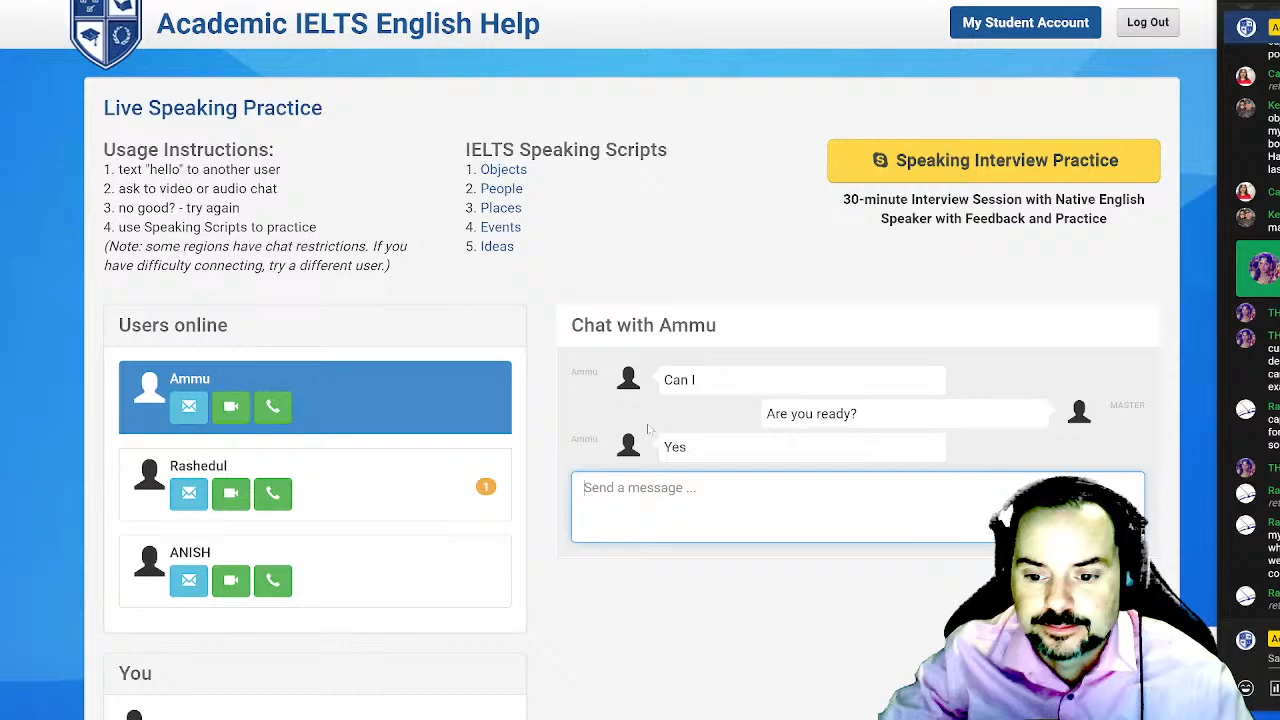 Academic IELTS English Help
My Student Account
Log Out
Live Speaking Practice
Usage Instructions:
1. text "hello" to another user
2. ask to video or audio chat
3. no good? - try again
4. use Speaking Scripts to practice
(Note: some regions have chat restrictions. If you
have difficulty connecting, try a different user.)
IELTS Speaking Scripts
1. Objects
2. People
3. Places
4. Events
5. Ideas
Speaking Interview Practice
30-minute Interview Session with Native English
Speaker with Feedback and Practice
Users online
Ammu
Rashedul
1
ANISH
You
Chat with Ammu
Ammu
Can I
Are you ready?
MASTER
Ammu
Yes
Send a message ...